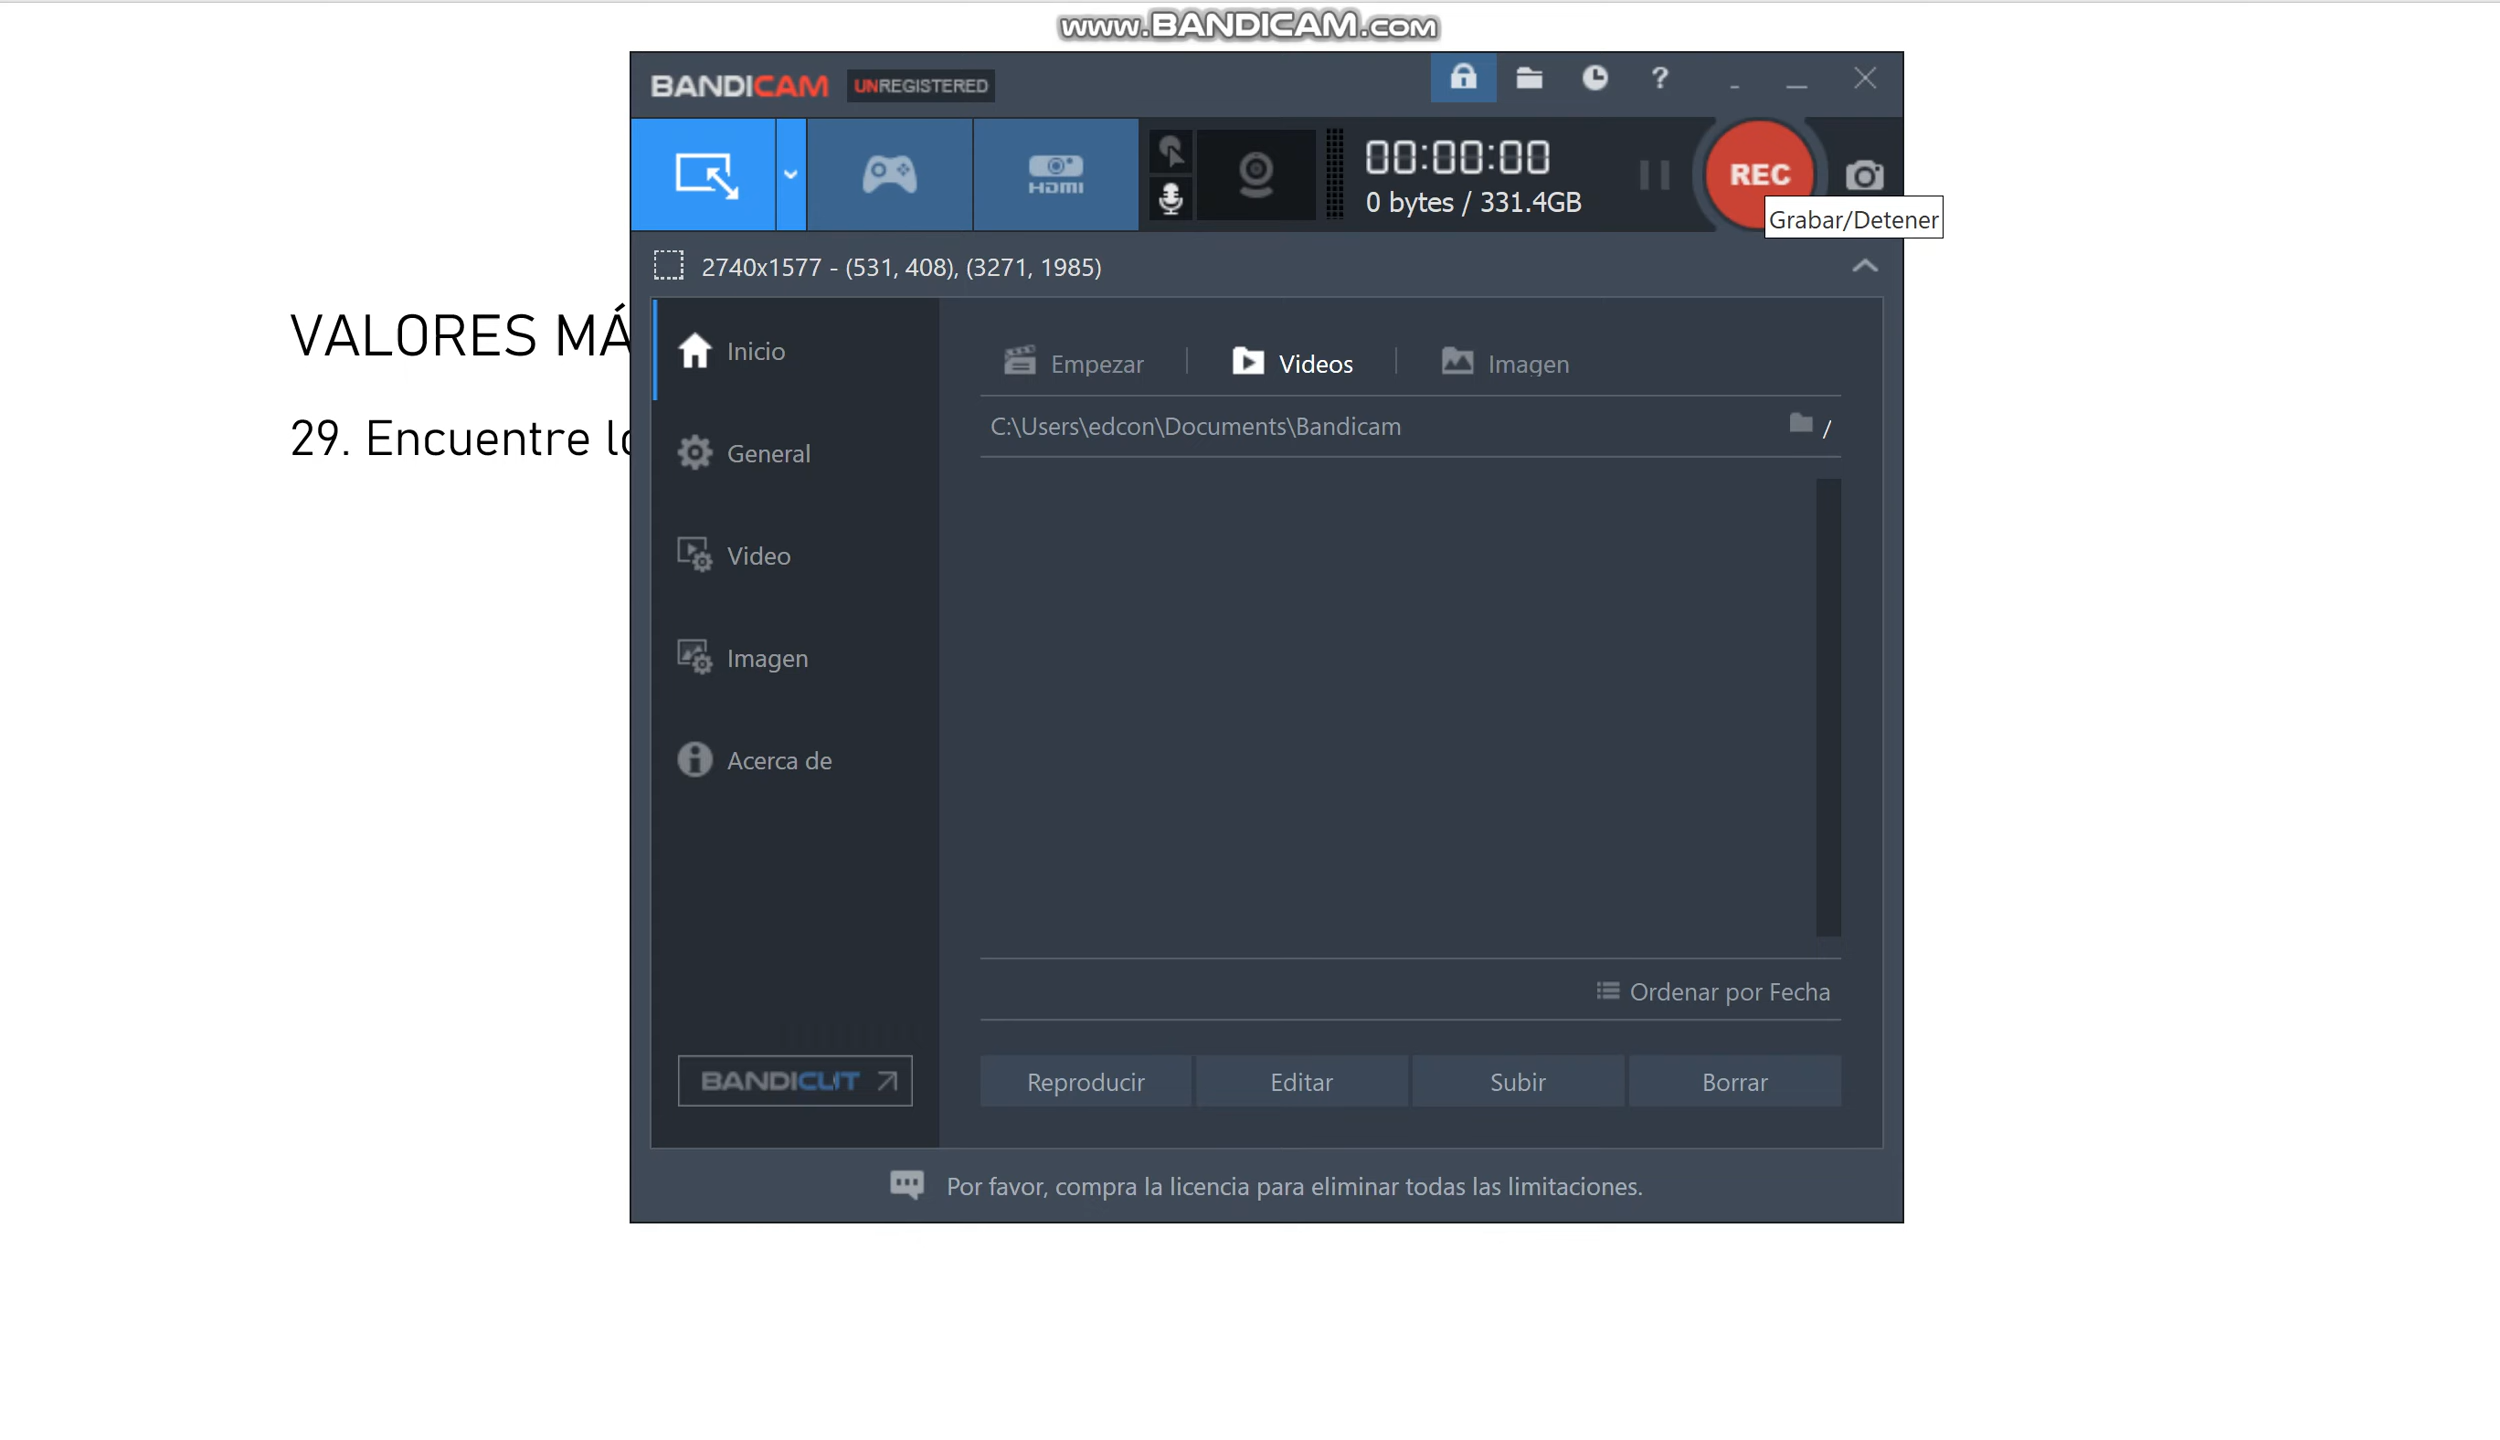 www.BANDICAM.com
BANDICAM UNREGISTERED ?
HDMI
00:00:00
0 bytes / 331.4GB
REC
Grabar/Detener
2740x1577 - (531, 408), (3271, 1985)
VALORES MÁ
29. Encuentre lo
Inicio
General
Video
Imagen
Acerca de
BANDICUT
Empezar
Videos
Imagen
C:\Users\edcon\Documents\Bandicam
/
Ordenar por Fecha
Reproducir
Editar
Subir
Borrar
Por favor, compra la licencia para eliminar todas las limitaciones.